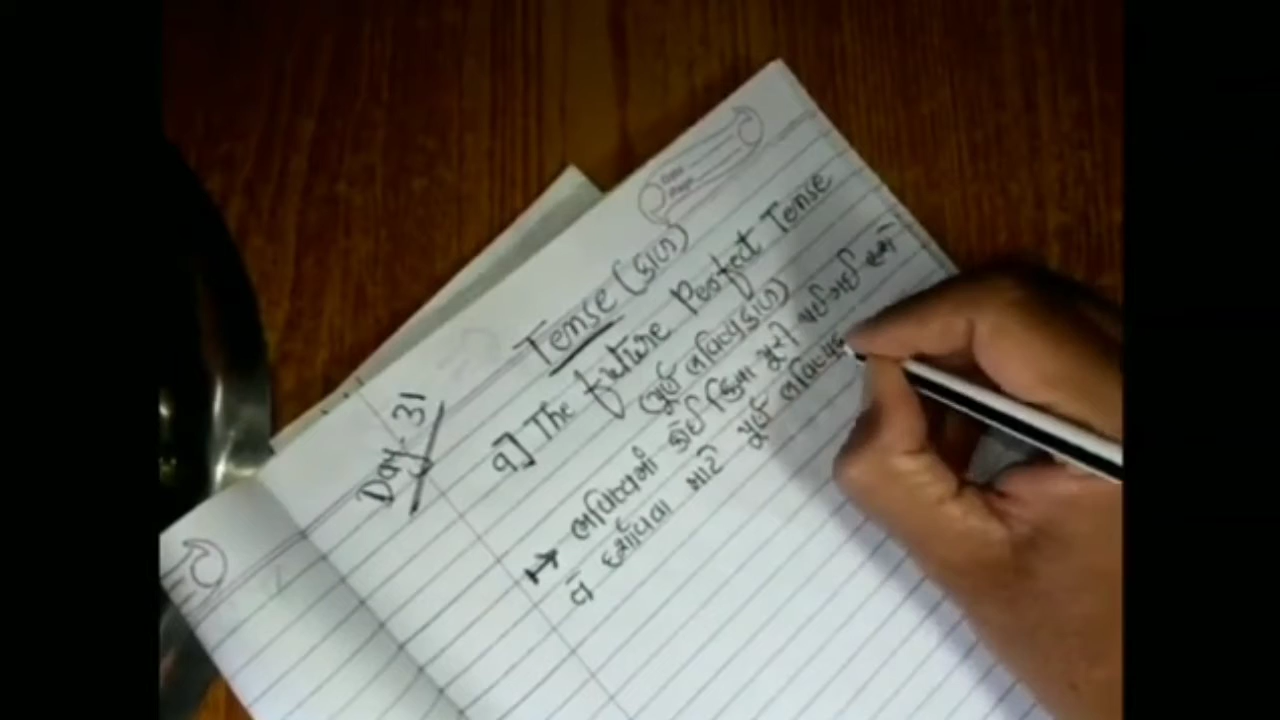 Day-31
Tense (કાળ)
9] The future Perfect Tense
(પૂર્ણ ભવિષ્યકાળ)
→ ભવિષ્યમાં કોઈ ક્રિયા પૂરી થઈ ગઈ હશે
તે દર્શાવવા માટે પૂર્ણ ભવિષ્યક